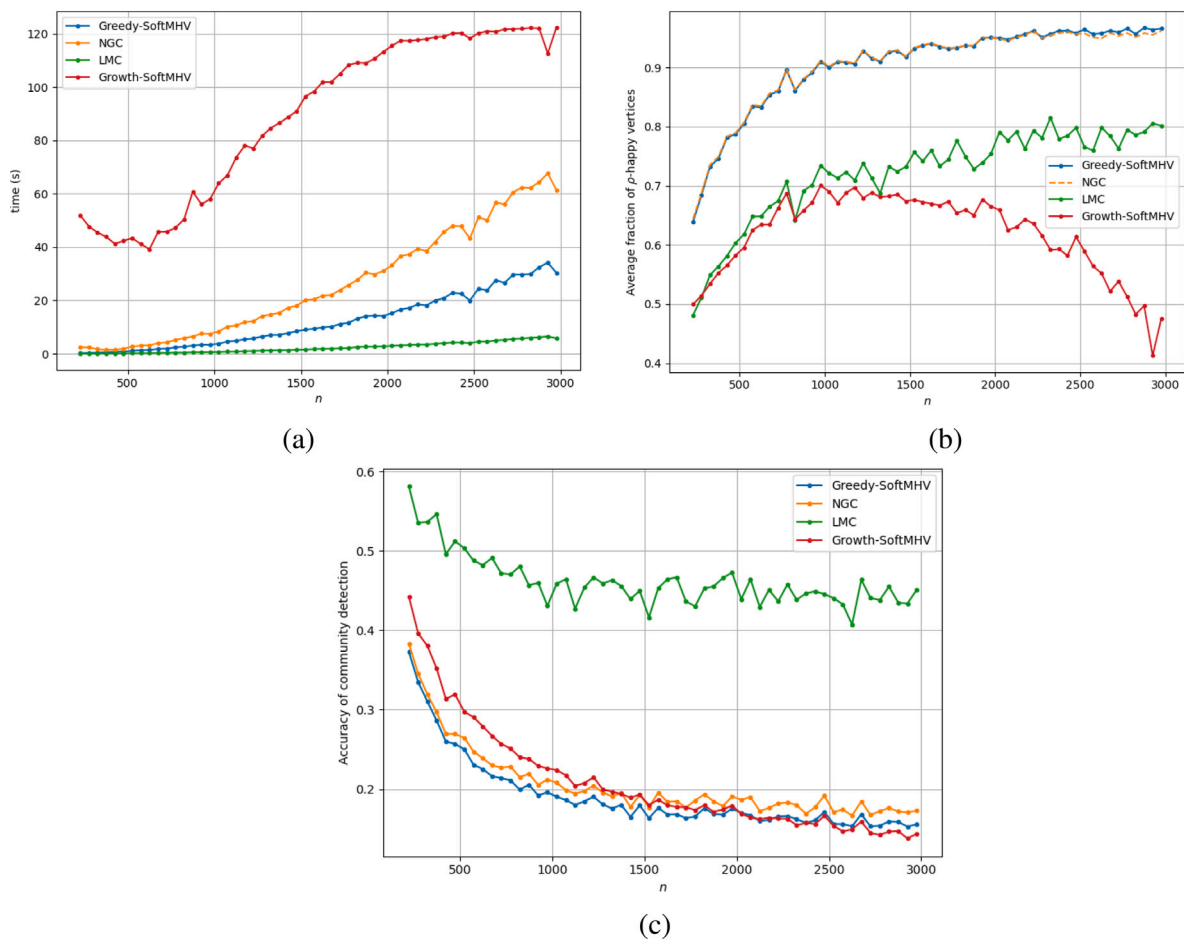 Greedy-SoftMHV
NGC
LMC
Growth-SoftMHV
time (s)
120
100
80
60
40
20
0
500
1000
1500
2000
2500
3000
n
(a)
Average fraction of ρ-happy vertices
0.9
0.8
0.7
0.6
0.5
0.4
Greedy-SoftMHV
NGC
LMC
Growth-SoftMHV
500
1000
1500
2000
2500
3000
n
(b)
Accuracy of community detection
0.6
0.5
0.4
0.3
0.2
Greedy-SoftMHV
NGC
LMC
Growth-SoftMHV
500
1000
1500
2000
2500
3000
n
(c)